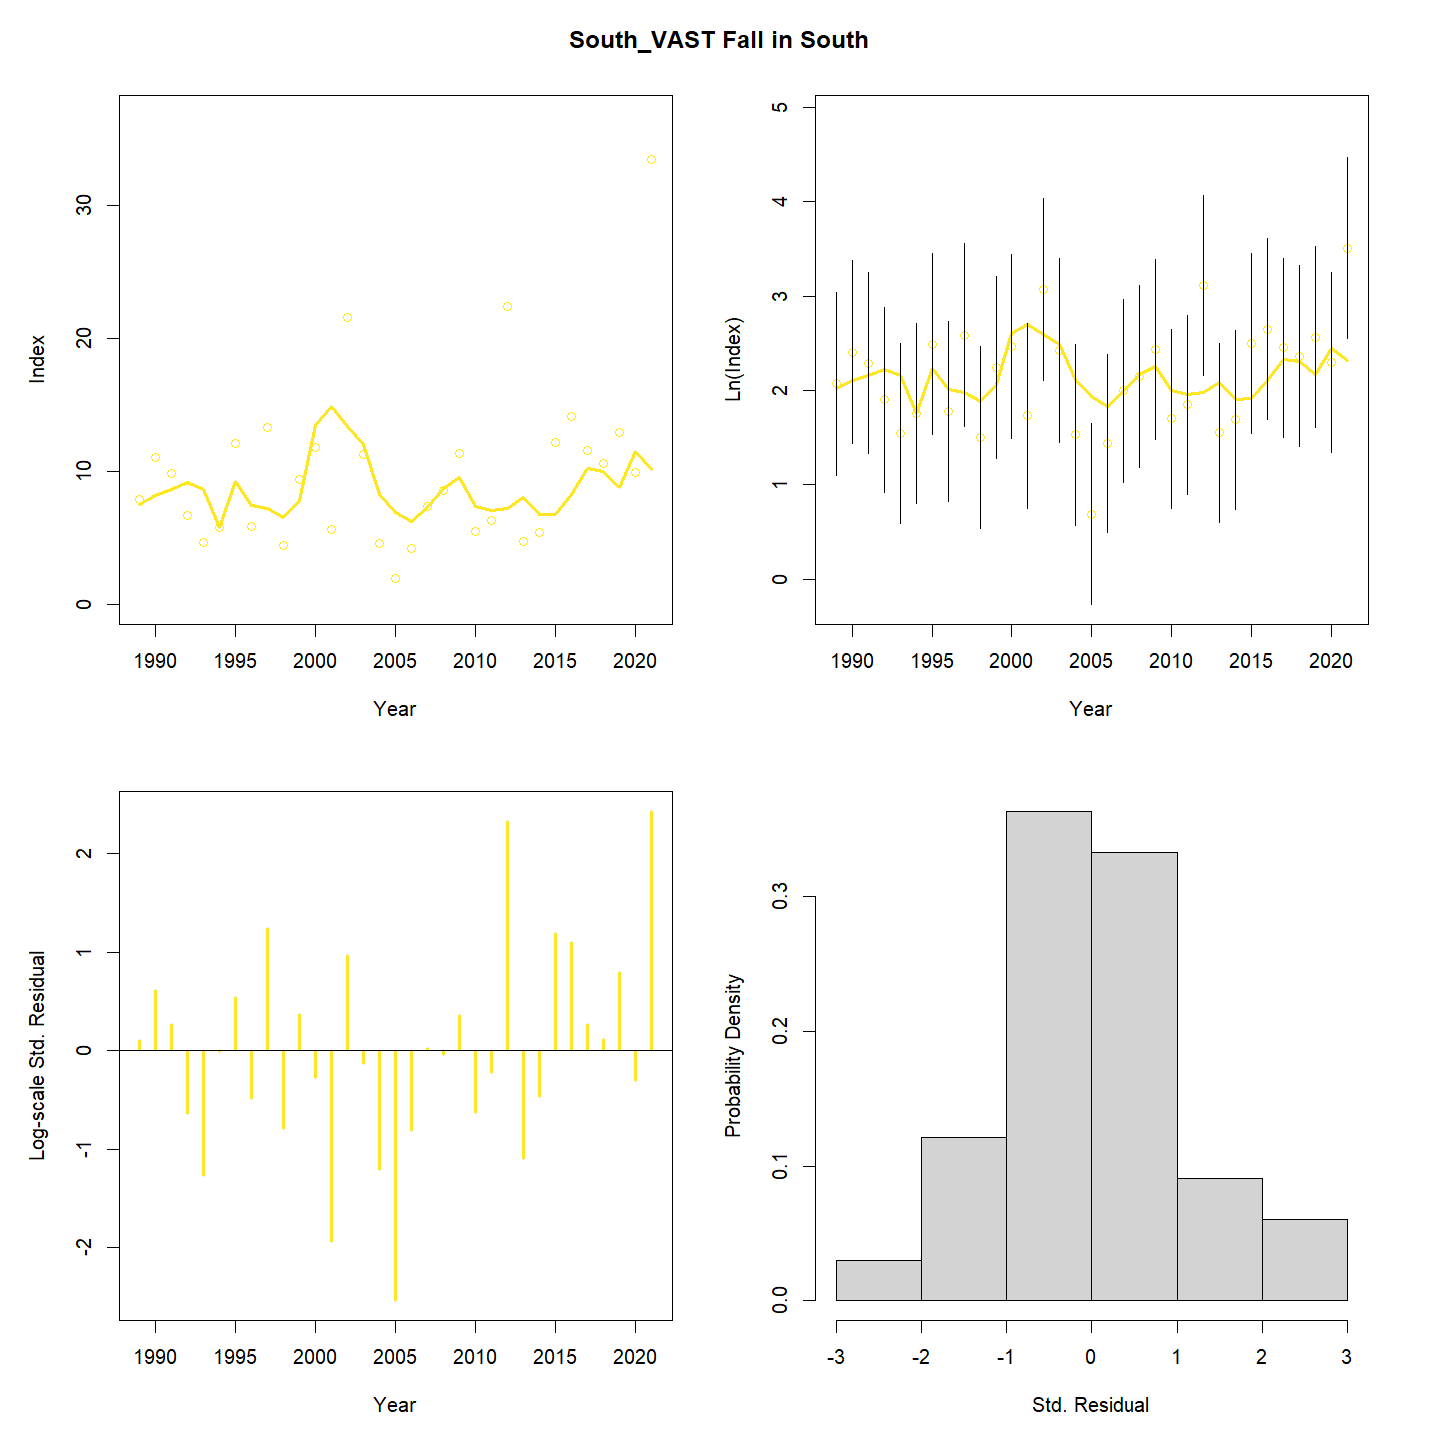 South_VAST Fall in South
Index
0 10 20 30
1990 1995 2000 2005 2010 2015 2020
Year
Ln(Index)
0 1 2 3 4 5
1990 1995 2000 2005 2010 2015 2020
Year
Log-scale Std. Residual
-2 -1 0 1 2
1990 1995 2000 2005 2010 2015 2020
Year
Probability Density
0.0 0.1 0.2 0.3
-3 -2 -1 0 1 2 3
Std. Residual